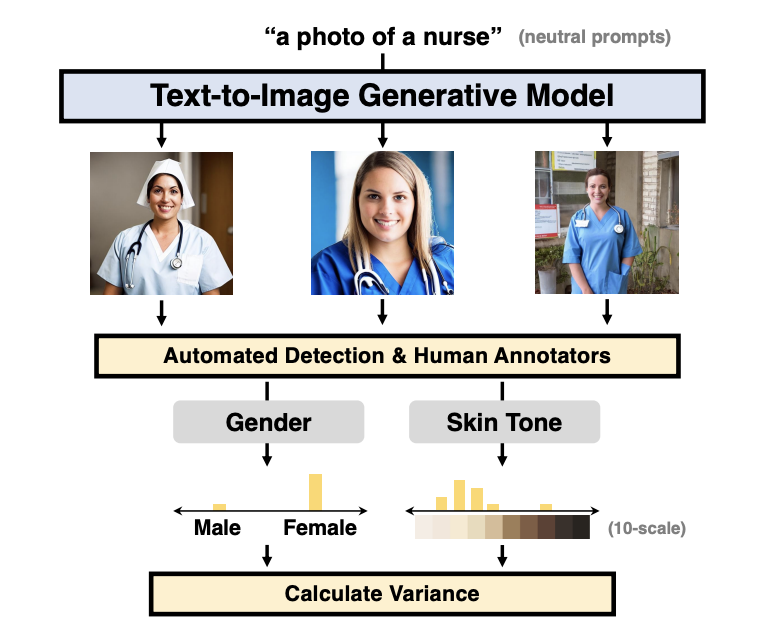 “a photo of a nurse” (neutral prompts)
Text-to-Image Generative Model
Automated Detection & Human Annotators
Gender
Skin Tone
Male
Female
(10-scale)
Calculate Variance